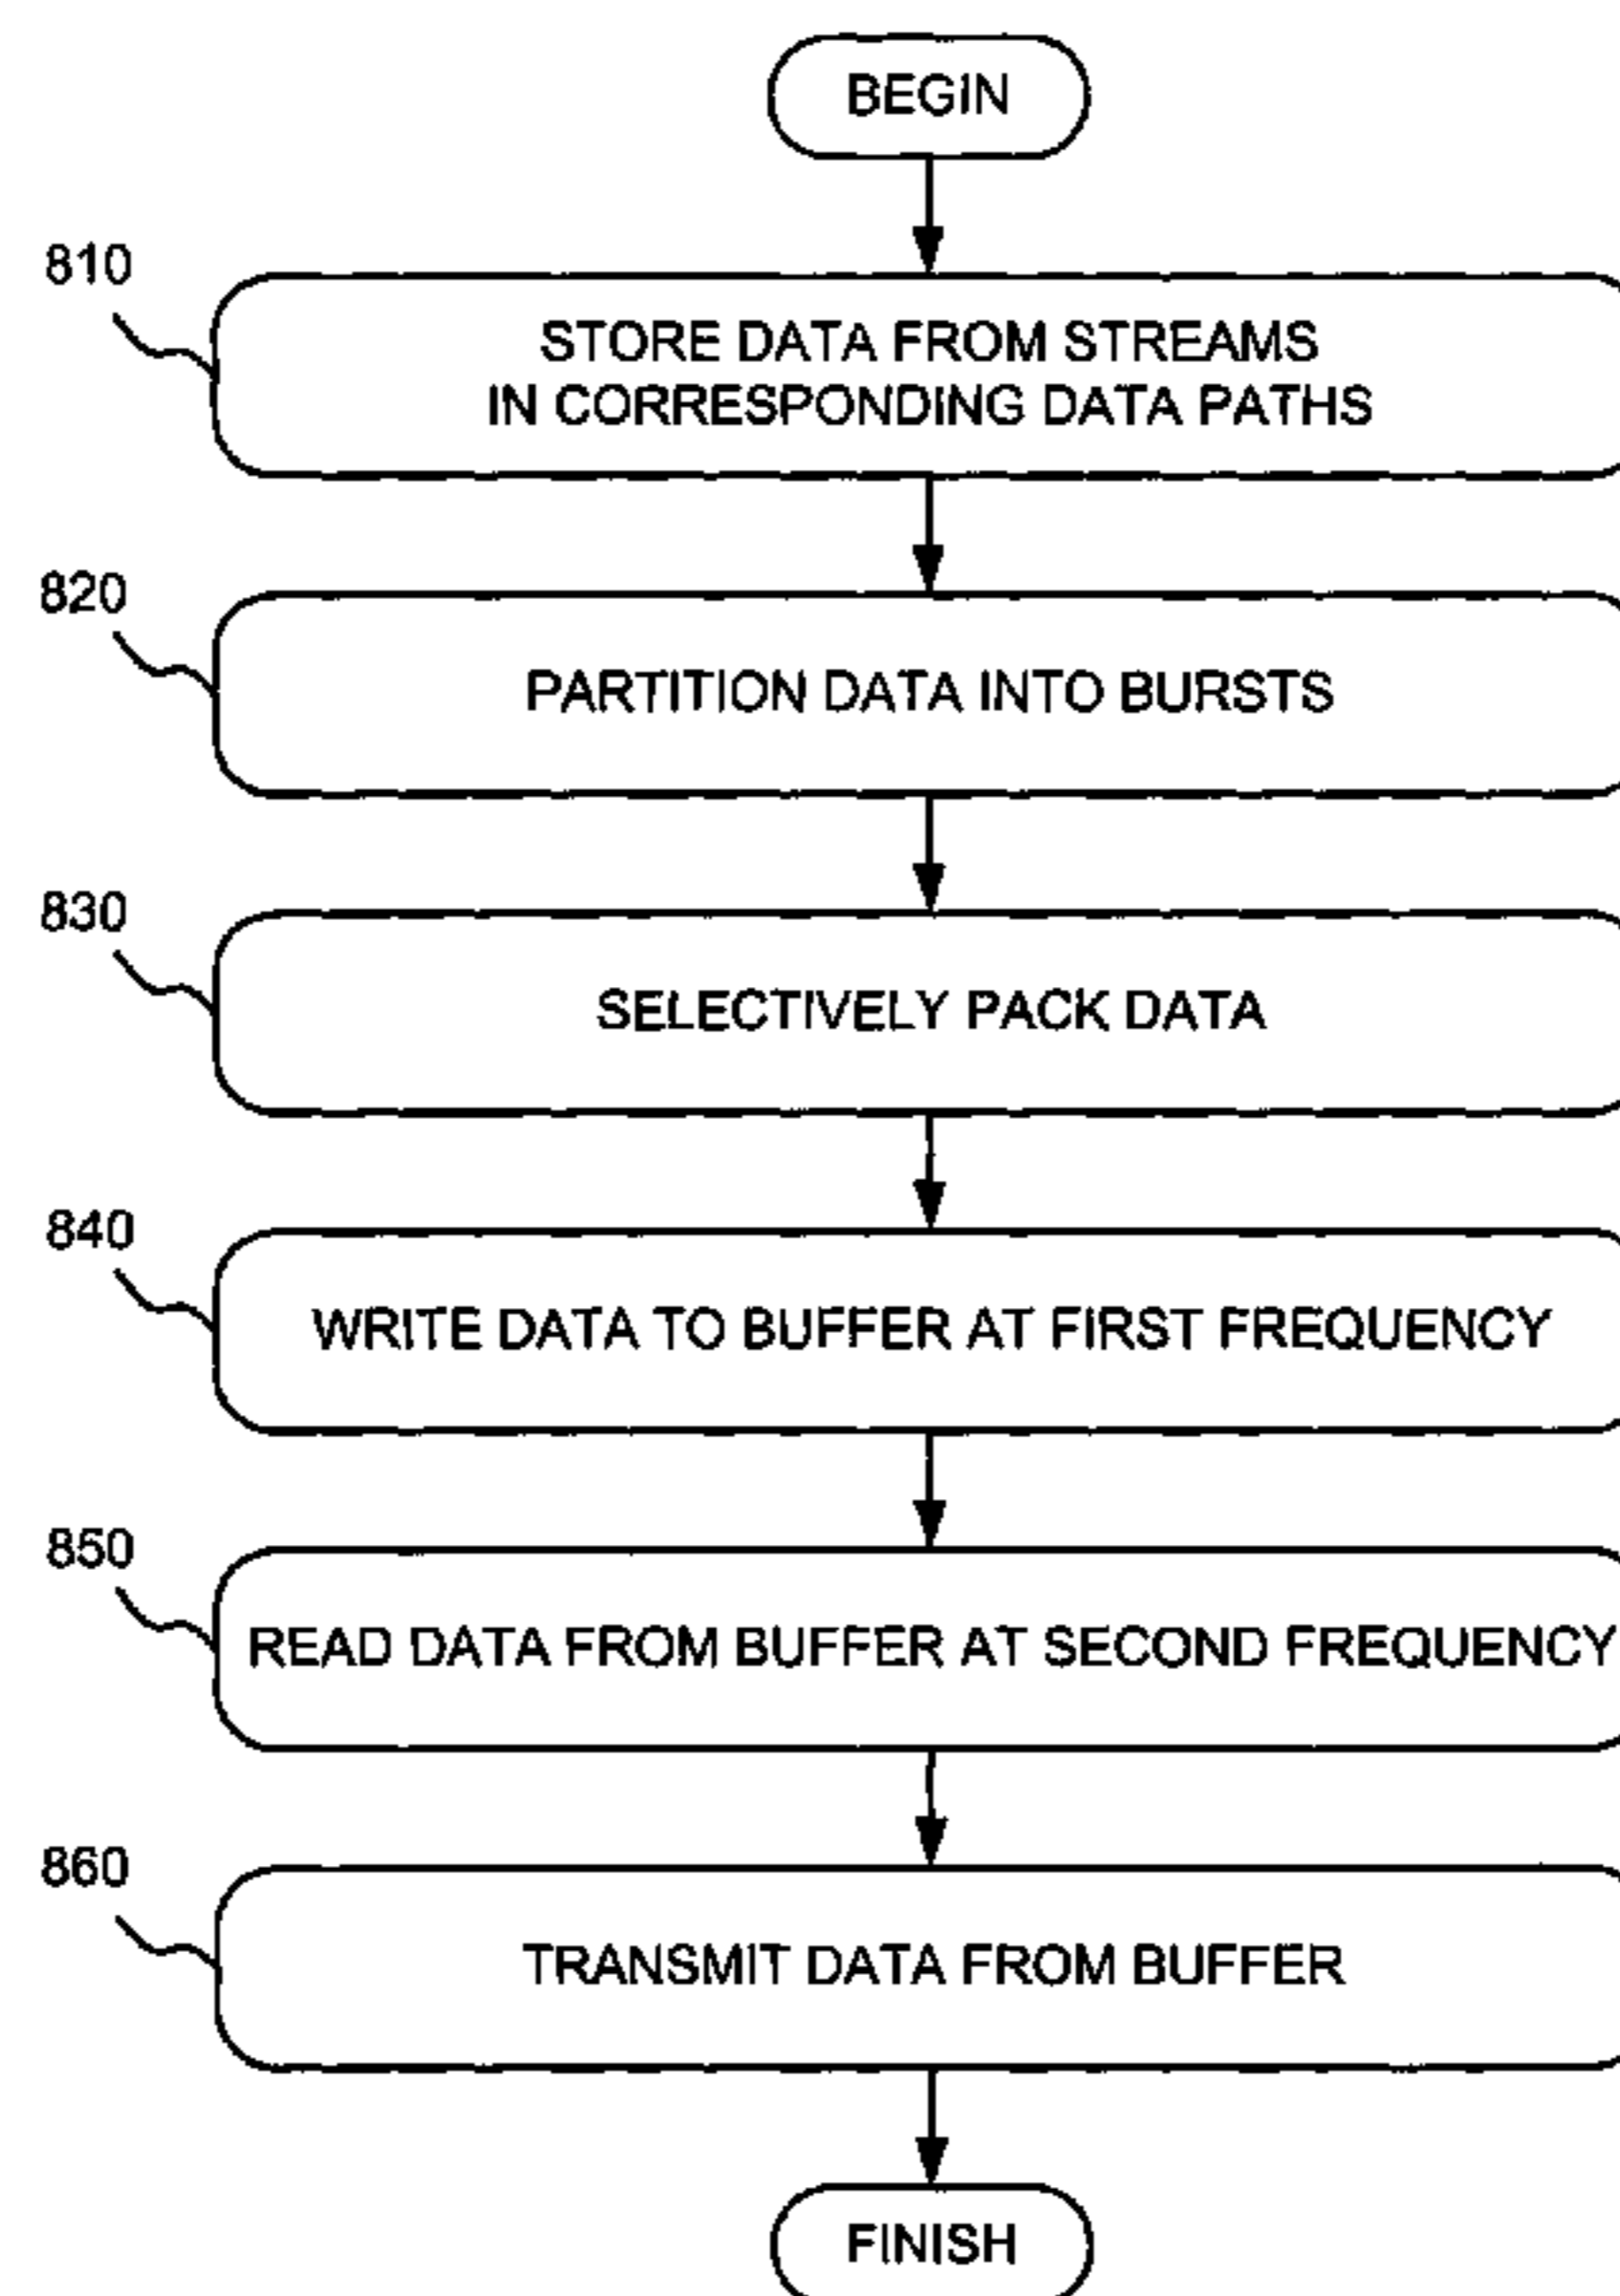 BEGIN
810
STORE DATA FROM STREAMS
IN CORRESPONDING DATA PATHS
820
PARTITION DATA INTO BURSTS
830
SELECTIVELY PACK DATA
840
WRITE DATA TO BUFFER AT FIRST FREQUENCY
850
READ DATA FROM BUFFER AT SECOND FREQUENCY
860
TRANSMIT DATA FROM BUFFER
FINISH